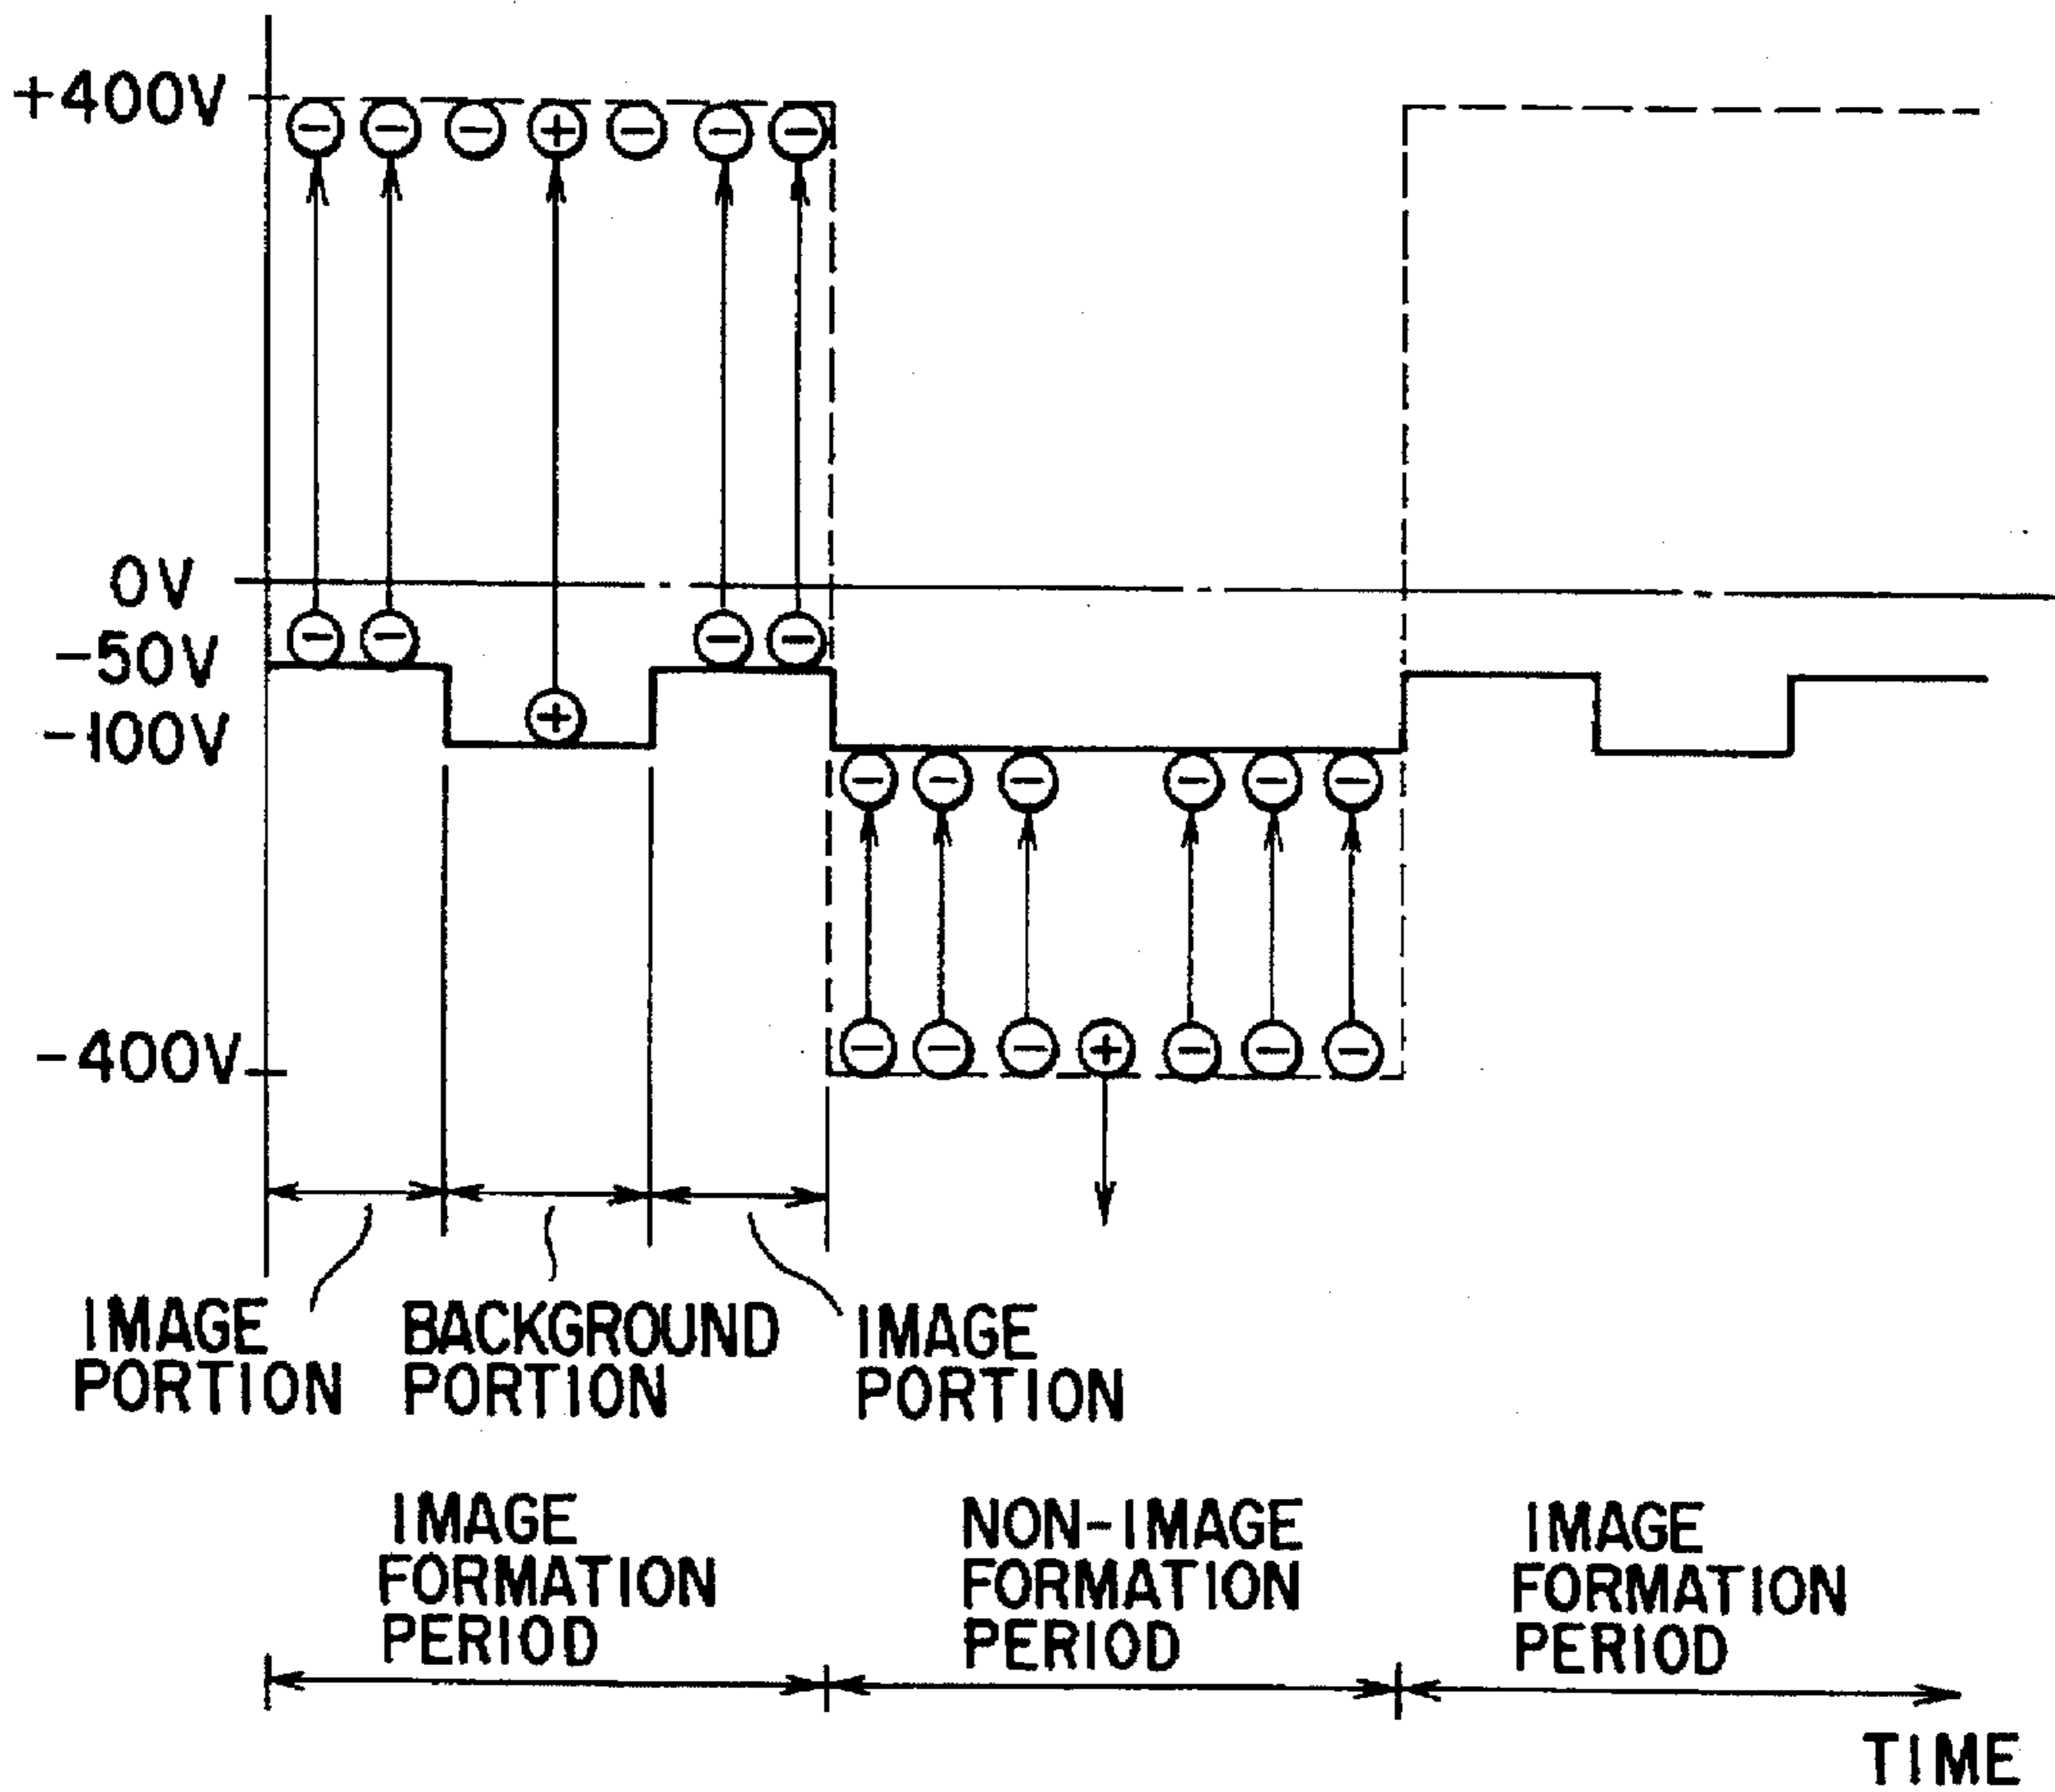 +400V
0V
-50V
-100V
-400V
IMAGE
PORTION
BACKGROUND
PORTION
IMAGE
PORTION
IMAGE
FORMATION
PERIOD
NON-IMAGE
FORMATION
PERIOD
IMAGE
FORMATION
PERIOD
TIME